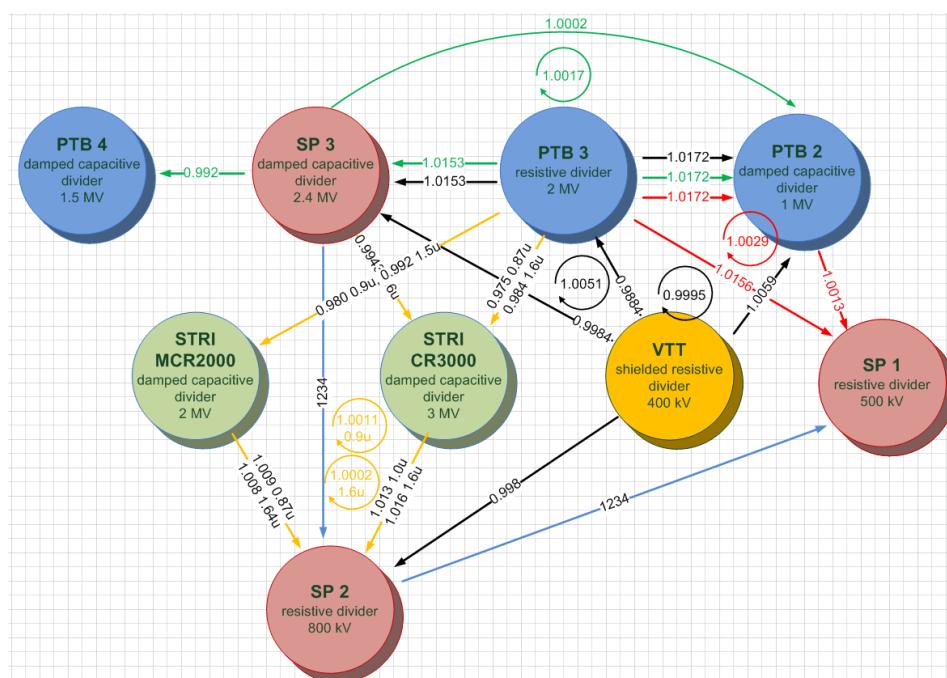 1.0002
1.0017
PTB 4
damped capacitive
divider
1.5 MV
0.992
SP 3
damped capacitive
divider
2.4 MV
1.0153
1.0153
PTB 3
resistive divider
2 MV
1.0172
1.0172
1.0172
PTB 2
damped capacitive
divider
1 MV
1.0029
1.0156
1.0013
1.0059
0.9884
1.0051
0.9995
0.9984
0.975 0.87u
0.984 1.6u
0.980 0.9u, 0.992 1.5u
6u
STRI
MCR2000
damped capacitive
divider
2 MV
STRI
CR3000
damped capacitive
divider
3 MV
VTT
shielded resistive
divider
400 kV
SP 1
resistive divider
500 kV
1234
1.0011
0.9u
1.0002
1.6u
1.009 0.87u
1.008 1.64u
1.013 1.0u
1.016 1.6u
0.998
1234
SP 2
resistive divider
800 kV